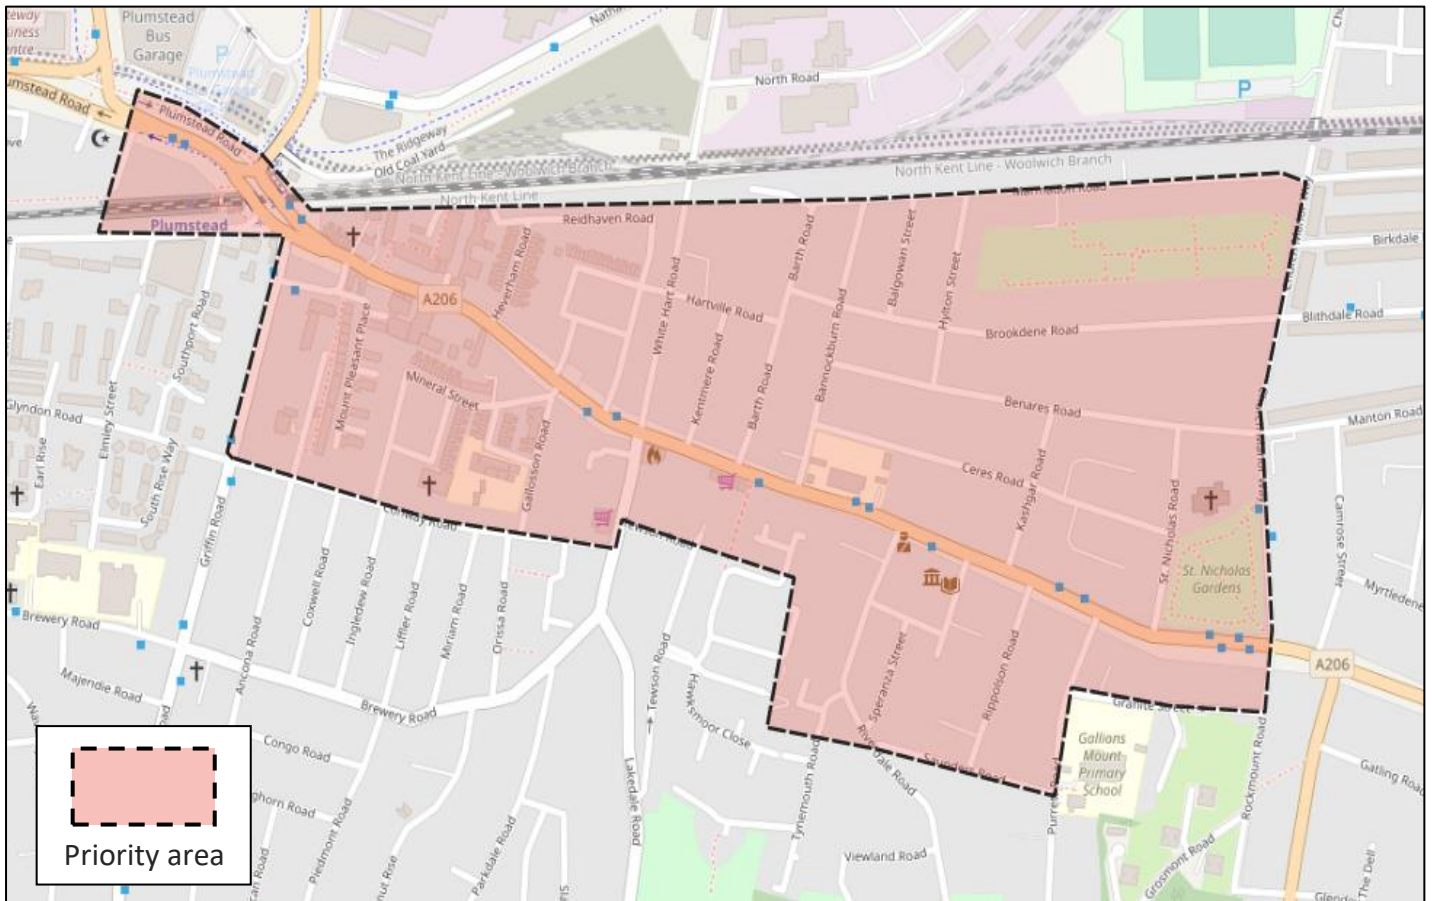 Plumstead
Bus
Garage
P
North Road
P
Plumstead Road
Plumstead Road
The Ridgeway
Old Coal Yard
North Kent Line - Woolwich Branch
North Kent Line - Woolwich Branch
North Kent Line
Plumstead
Reidhaven Road
Birkdale
Blithdale Road
Heverham Road
White Hart Road
Barth Road
Balgowan Street
Hylton Street
A206
Hartville Road
Brookdene Road
Bannockburn Road
Southport Road
Mount Pleasant Place
Kentmere Road
Barth Road
Mineral Street
Benares Road
Manton Road
Glyndon Road
Elmley Street
Earl Rise
South Rise Way
Gallosson Road
Ceres Road
Kashgar Road
St. Nicholas Road
Conway Road
Griffin Road
Camrose Street
St. Nicholas
Gardens
Myrtledene
Coxwell Road
Ingledew Road
Liffler Road
Miriam Road
Orissa Road
Brewery Road
Ancona Road
Tewson Road
Speranza Street
Rippolson Road
A206
Majendie Road
Brewery Road
Hawksmoor Close
Granite Street
Riverdale Road
Saunders Road
Gallions
Mount
Primary
School
Congo Road
Lakedale Road
Tynemouth Road
Rockmount Road
Gatling Road
Piedmont Road
Parkdale Road
Viewland Road
Grosmont Road
The Dell
Priority area